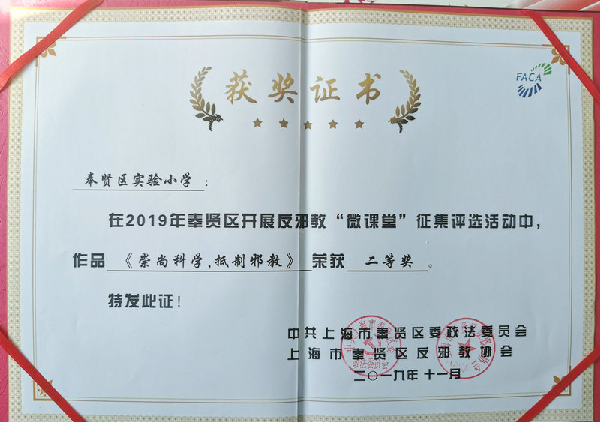 获奖证书
FACA
奉贤区实验小学：
在2019年奉贤区开展反邪教“微课堂”征集评选活动中，
作品《崇尚科学，抵制邪教》荣获 二等奖 。
特发此证！
中共上海市奉贤区委政法委员会
上海市奉贤区反邪教协会
二〇一九年十一月